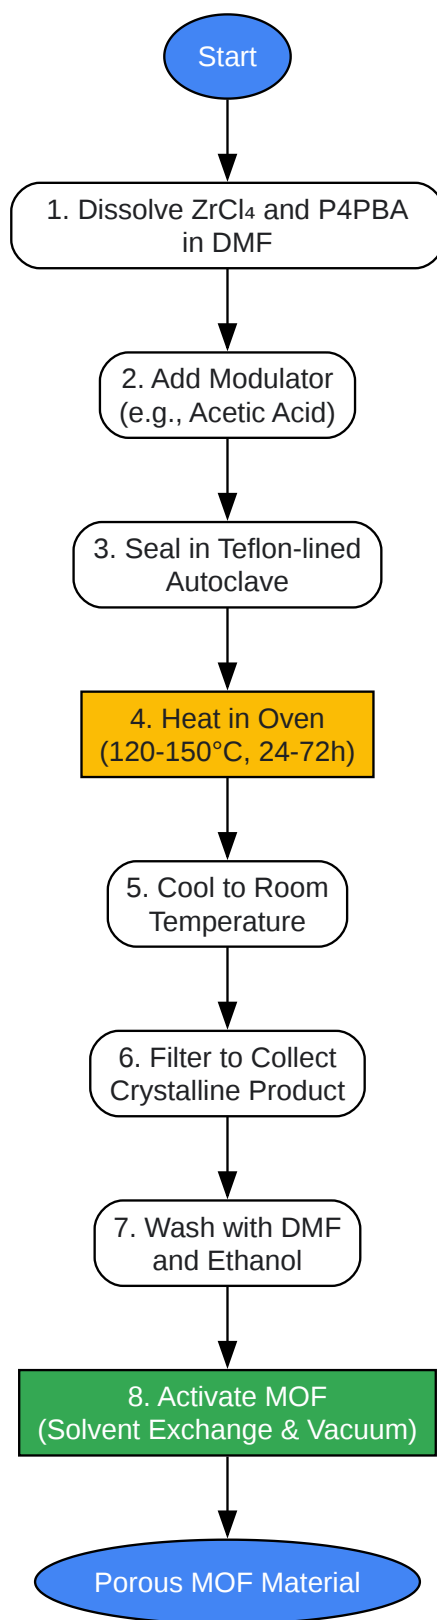 Start
1. Dissolve ZrCl₄ and P4PBA
in DMF
2. Add Modulator
(e.g., Acetic Acid)
3. Seal in Teflon-lined
Autoclave
4. Heat in Oven
(120-150°C, 24-72h)
5. Cool to Room
Temperature
6. Filter to Collect
Crystalline Product
7. Wash with DMF
and Ethanol
8. Activate MOF
(Solvent Exchange & Vacuum)
Porous MOF Material